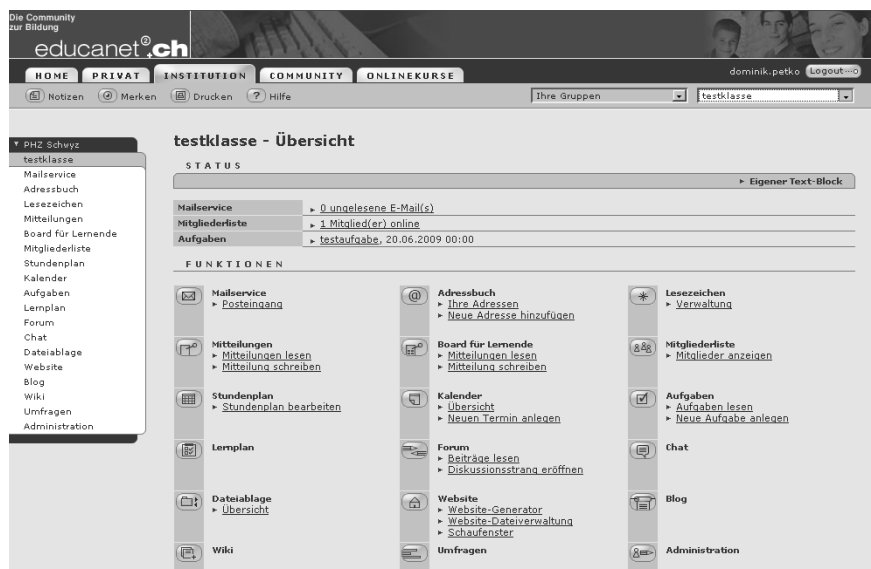 Die Community
zur Bildung
educanet².ch
HOME PRIVAT INSTITUTION COMMUNITY ONLINEKURSE
dominik.petko Logout
Notizen Merken Drucken Hilfe
Ihre Gruppen testklasse
PHZ Schwyz
testklasse
Mailservice
Adressbuch
Lesezeichen
Mitteilungen
Board für Lernende
Mitgliederliste
Stundenplan
Kalender
Aufgaben
Lernplan
Forum
Chat
Dateiablage
Website
Blog
Wiki
Umfragen
Administration
testklasse - Übersicht
STATUS
Eigener Text-Block
Mailservice 0 ungelesene E-Mail(s)
Mitgliederliste 1 Mitglied(er) online
Aufgaben testaufgabe, 20.06.2009 00:00
FUNKTIONEN
Mailservice
Posteingang
Adressbuch
Ihre Adressen
Neue Adresse hinzufügen
Lesezeichen
Verwaltung
Mitteilungen
Mitteilungen lesen
Mitteilung schreiben
Board für Lernende
Mitteilungen lesen
Mitteilung schreiben
Mitgliederliste
Mitglieder anzeigen
Stundenplan
Stundenplan bearbeiten
Kalender
Übersicht
Neuen Termin anlegen
Aufgaben
Aufgaben lesen
Neue Aufgabe anlegen
Lernplan
Forum
Beiträge lesen
Diskussionsstrang eröffnen
Chat
Dateiablage
Übersicht
Website
Website-Generator
Website-Dateiverwaltung
Schaufenster
Blog
Wiki
Umfragen
Administration